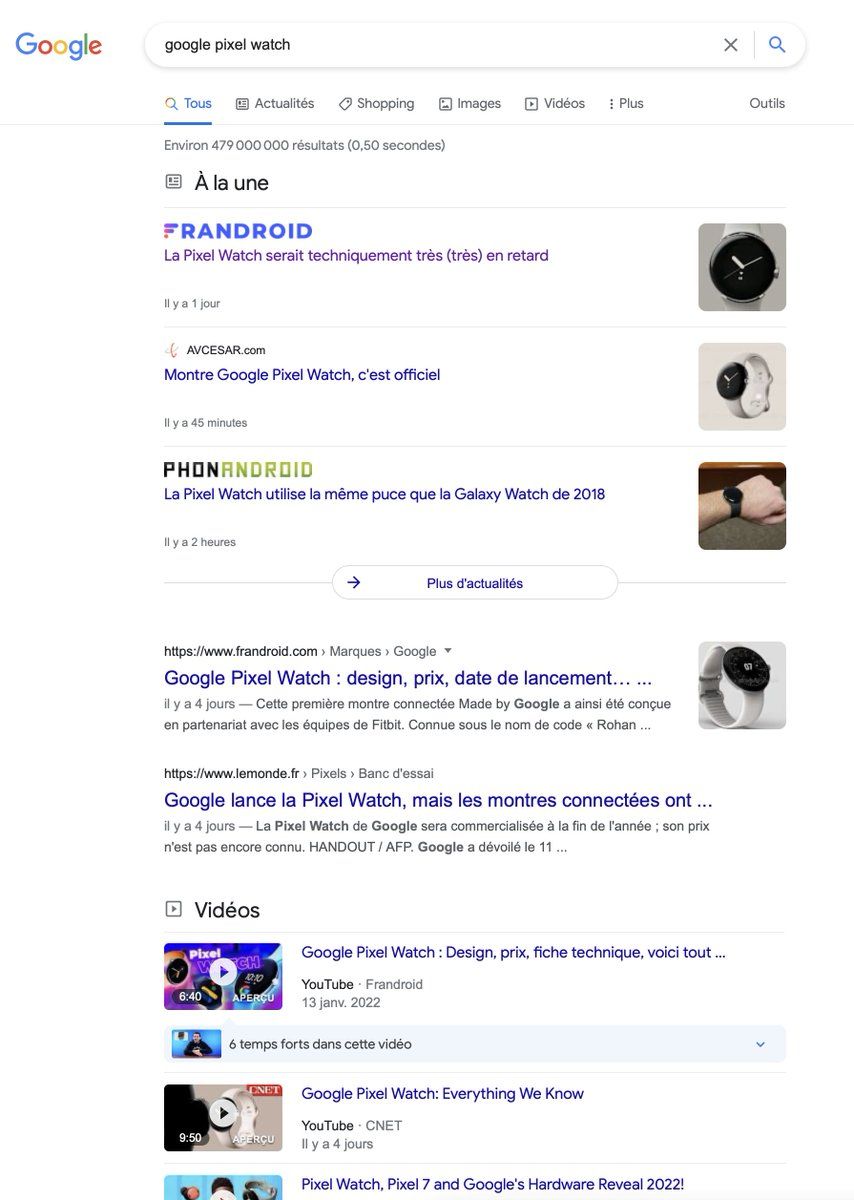 Google
google pixel watch
Tous Actualités Shopping Images Vidéos Plus Outils
Environ 479 000 000 résultats (0,50 secondes)
À la une
FRANDROID
La Pixel Watch serait techniquement très (très) en retard
Il y a 1 jour
AVCESAR.com
Montre Google Pixel Watch, c'est officiel
Il y a 45 minutes
PHONANDROID
La Pixel Watch utilise la même puce que la Galaxy Watch de 2018
Il y a 2 heures
Plus d'actualités
https://www.frandroid.com › Marques › Google
Google Pixel Watch : design, prix, date de lancement… ...
il y a 4 jours — Cette première montre connectée Made by Google a ainsi été conçue
en partenariat avec les équipes de Fitbit. Connue sous le nom de code « Rohan ...
https://www.lemonde.fr › Pixels › Banc d'essai
Google lance la Pixel Watch, mais les montres connectées ont ...
il y a 4 jours — La Pixel Watch de Google sera commercialisée à la fin de l'année ; son prix
n'est pas encore connu. HANDOUT / AFP. Google a dévoilé le 11 ...
Vidéos
Pixel
WATCH
10:10
6:40 APERÇU
Google Pixel Watch : Design, prix, fiche technique, voici tout ...
YouTube · Frandroid
13 janv. 2022
6 temps forts dans cette vidéo
CNET
9:50 APERÇU
Google Pixel Watch: Everything We Know
YouTube · CNET
Il y a 4 jours
Pixel Watch, Pixel 7 and Google's Hardware Reveal 2022!